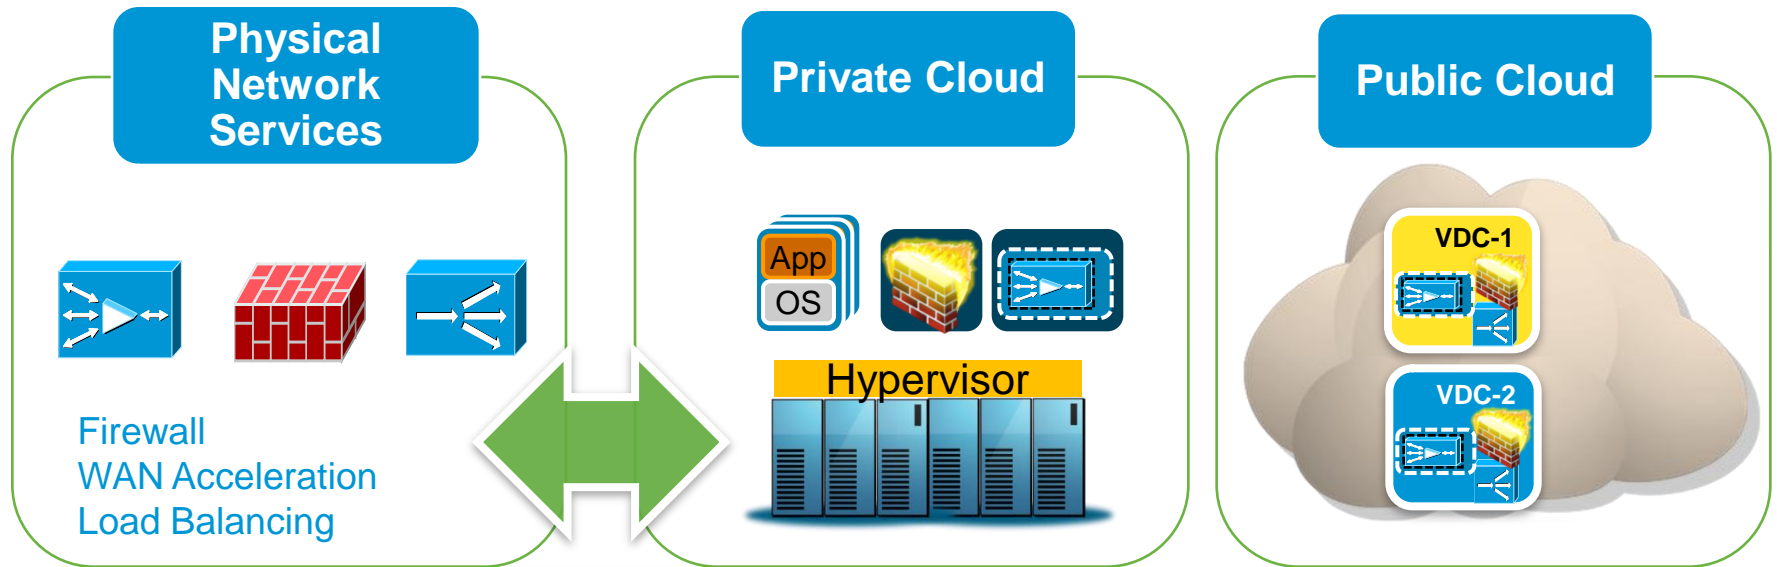 Physical
Network
Services
Firewall
WAN Acceleration
Load Balancing
Private Cloud
App
OS
Hypervisor
Public Cloud
VDC-1
VDC-2